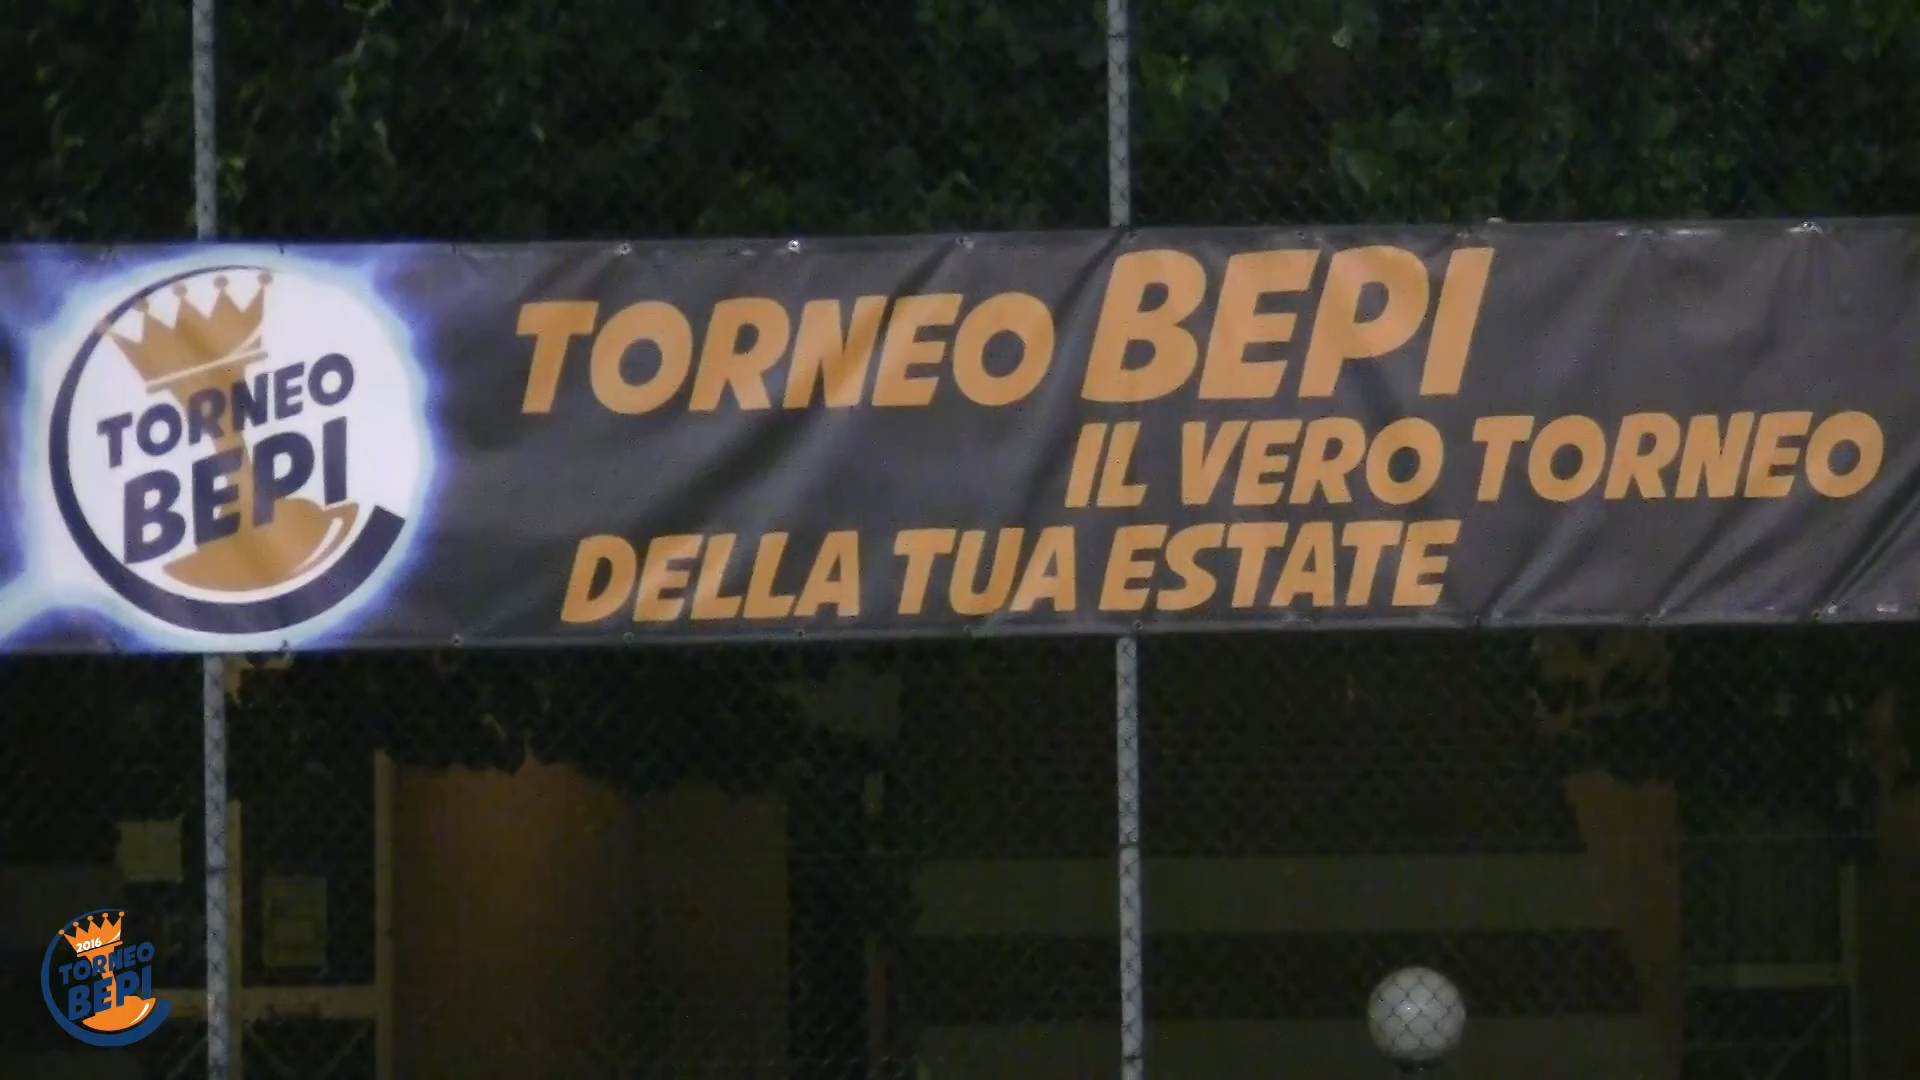 TORNEO
BEPI
TORNEO BEPI
IL VERO TORNEO
DELLA TUA ESTATE
2016
TORNEO
BEPI